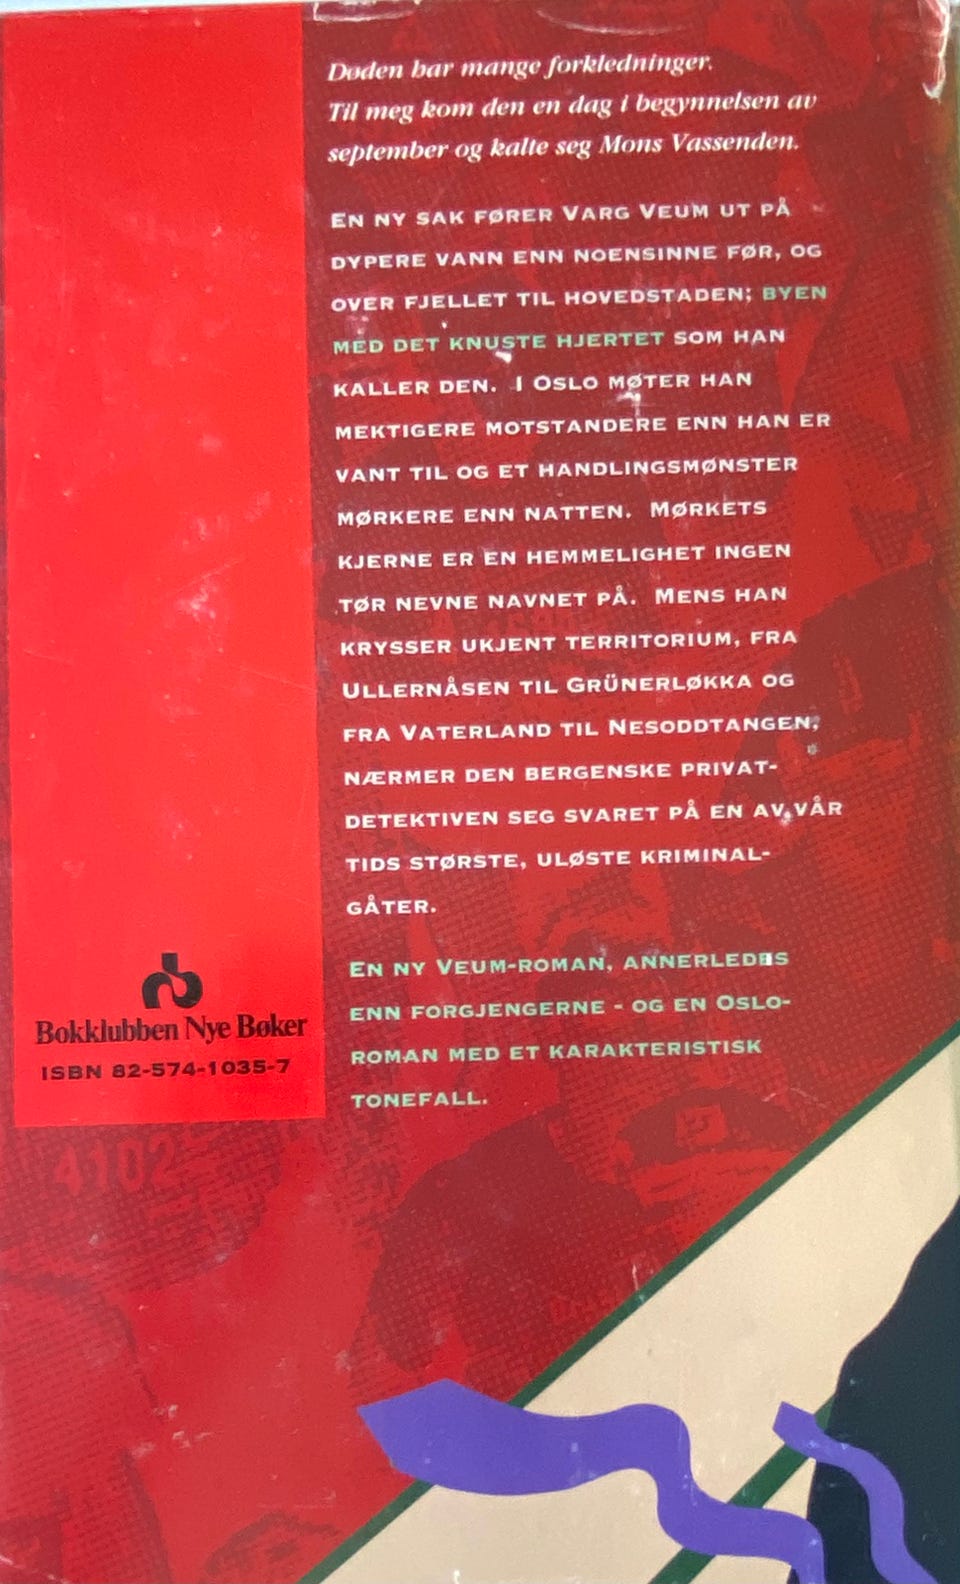 Døden har mange forkledninger.
Til meg kom den en dag i begynnelsen av
september og kalte seg Mons Vassenden.
EN NY SAK FØRER VARG VEUM UT PÅ
DYPERE VANN ENN NOENSINNE FØR, OG
OVER FJELLET TIL HOVEDSTADEN; BYEN
MED DET KNUSTE HJERTET SOM HAN
KALLER DEN. I OSLO MØTER HAN
MEKTIGERE MOTSTANDERE ENN HAN ER
VANT TIL OG ET HANDLINGSMØNSTER
MØRKERE ENN NATTEN. MØRKETS
KJERNE ER EN HEMMELIGHET INGEN
TØR NEVNE NAVNET PÅ. MENS HAN
KRYSSER UKJENT TERRITORIUM, FRA
ULLERNÅSEN TIL GRÜNERLØKKA OG
FRA VATERLAND TIL NESODDTANGEN,
NÆRMER DEN BERGENSKE PRIVAT-
DETEKTIVEN SEG SVARET PÅ EN AV VÅR
TIDS STØRSTE, ULØSTE KRIMINAL-
GÅTER.
EN NY VEUM-ROMAN, ANNERLEDES
ENN FORGJENGERNE - OG EN OSLO-
ROMAN MED ET KARAKTERISTISK
TONEFALL.
Bokklubben Nye Bøker
ISBN 82-574-1035-7
4102